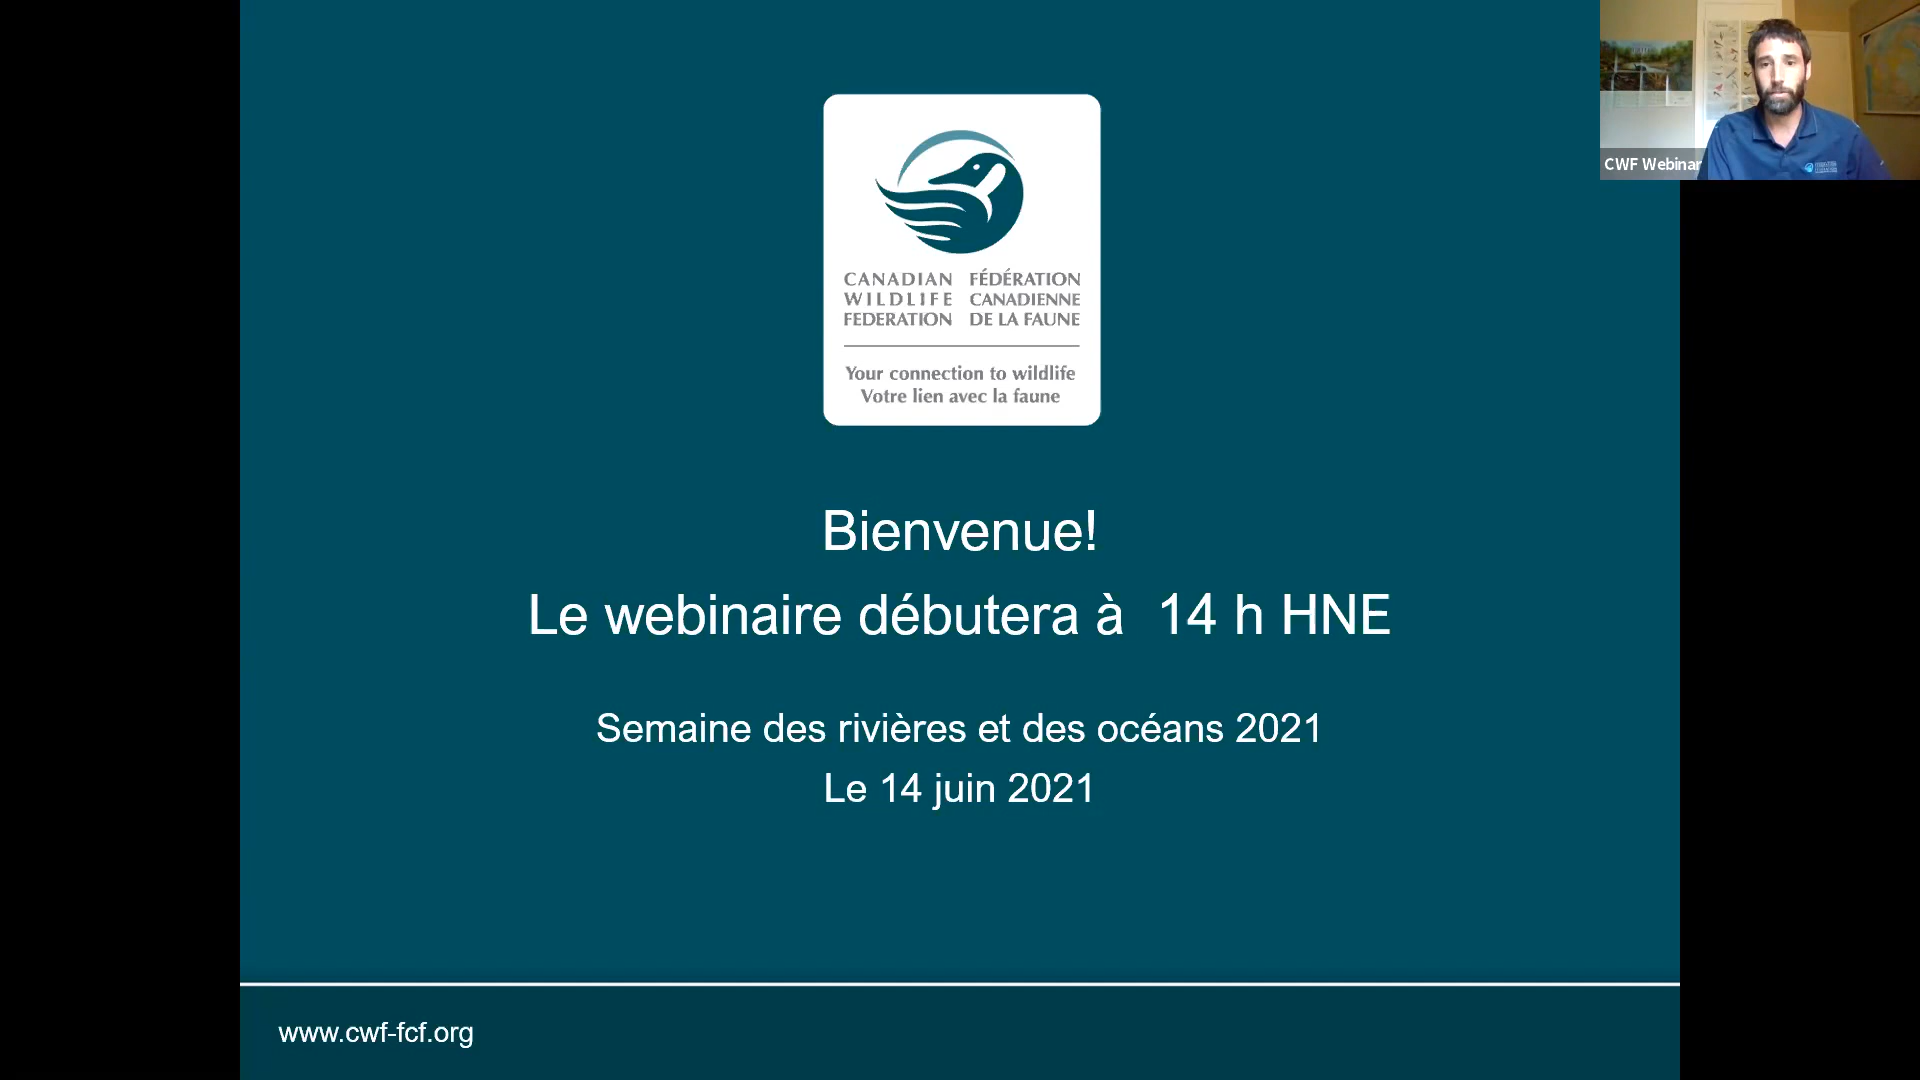 CWF Webinar
CANADIAN
WILDLIFE
FEDERATION
FÉDÉRATION
CANADIENNE
DE LA FAUNE
Your connection to wildlife
Votre lien avec la faune
Bienvenue!
Le webinaire débutera à  14 h HNE
Semaine des rivières et des océans 2021
Le 14 juin 2021
www.cwf-fcf.org